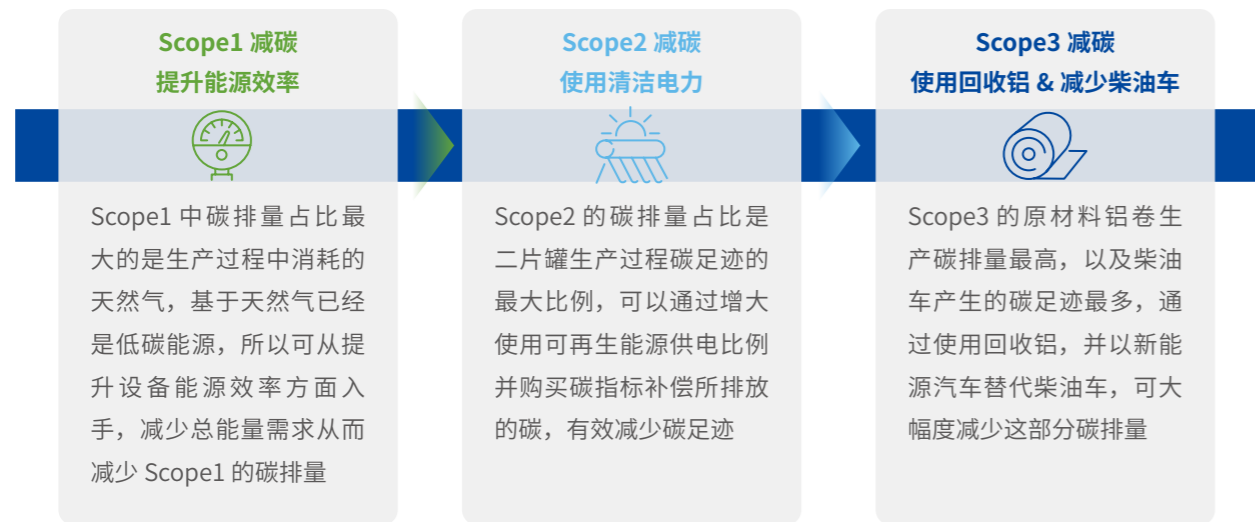 Scope1 减碳
提升能源效率
Scope1 中碳排量占比最
大的是生产过程中消耗的
天然气，基于天然气已经
是低碳能源，所以可从提
升设备能源效率方面入
手，减少总能量需求从而
减少 Scope1 的碳排量
Scope2 减碳
使用清洁电力
Scope2 的碳排量占比是
二片罐生产过程碳足迹的
最大比例，可以通过增大
使用可再生能源供电比例
并购买碳指标补偿所排放
的碳，有效减少碳足迹
Scope3 减碳
使用回收铝 & 减少柴油车
Scope3 的原材料铝卷生
产碳排量最高，以及柴油
车产生的碳足迹最多，通
过使用回收铝，并以新能
源汽车替代柴油车，可大
幅度减少这部分碳排量